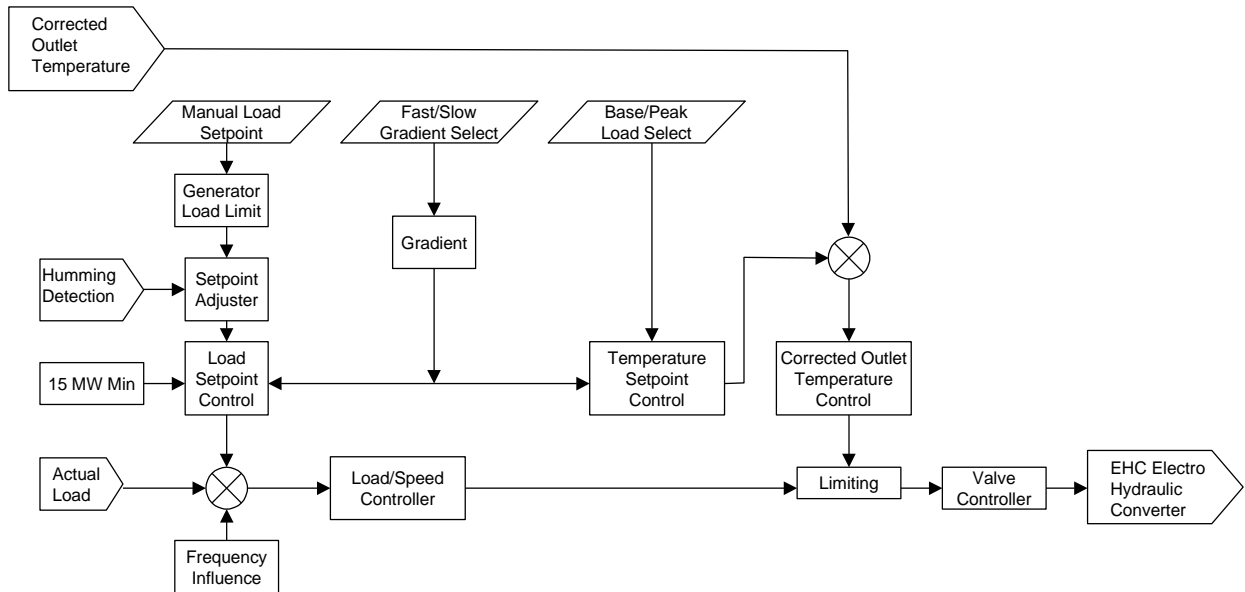 Corrected
Outlet
Temperature
Manual Load
Setpoint
Fast/Slow
Gradient Select
Base/Peak
Load Select
Generator
Load Limit
Gradient
Humming
Detection
Setpoint
Adjuster
15 MW Min
Load
Setpoint
Control
Temperature
Setpoint
Control
Corrected Outlet
Temperature
Control
Actual
Load
Load/Speed
Controller
Limiting
Valve
Controller
EHC Electro
Hydraulic
Converter
Frequency
Influence